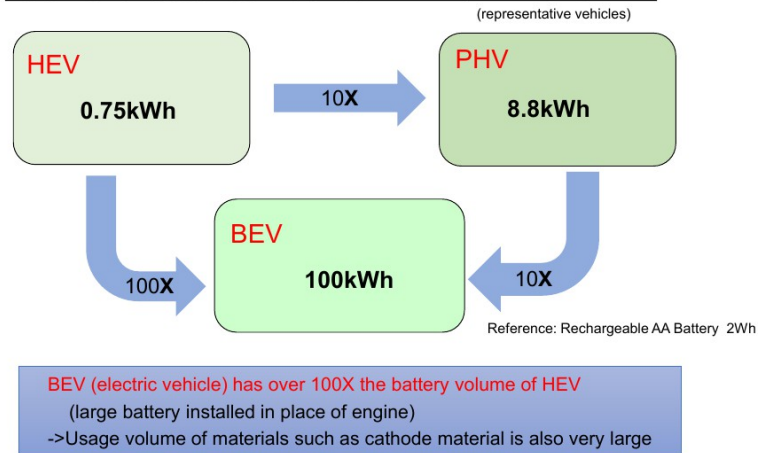 (representative vehicles)
HEV
0.75kWh
10X
PHV
8.8kWh
BEV
100kWh
100X
10X
Reference: Rechargeable AA Battery 2Wh
BEV (electric vehicle) has over 100X the battery volume of HEV
(large battery installed in place of engine)
->Usage volume of materials such as cathode material is also very large